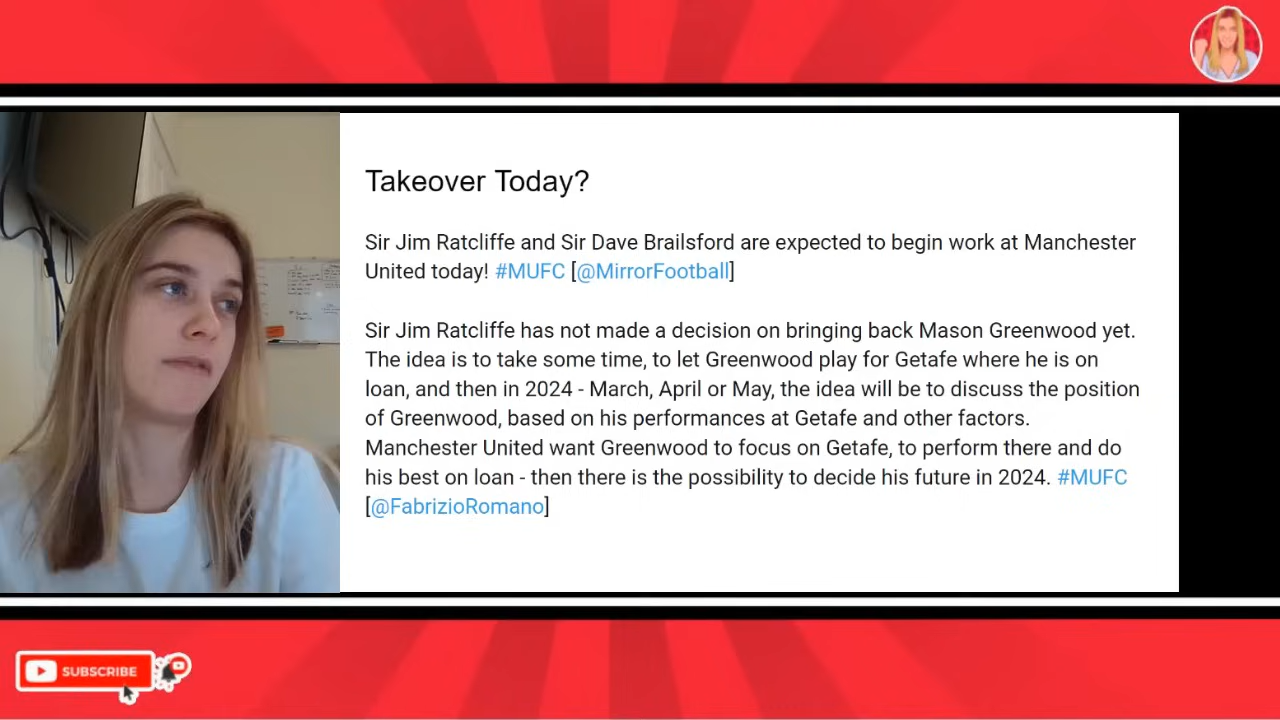 Takeover Today?
Sir Jim Ratcliffe and Sir Dave Brailsford are expected to begin work at Manchester
United today! #MUFC [@MirrorFootball]
Sir Jim Ratcliffe has not made a decision on bringing back Mason Greenwood yet.
The idea is to take some time, to let Greenwood play for Getafe where he is on
loan, and then in 2024 - March, April or May, the idea will be to discuss the position
of Greenwood, based on his performances at Getafe and other factors.
Manchester United want Greenwood to focus on Getafe, to perform there and do
his best on loan - then there is the possibility to decide his future in 2024. #MUFC
[@FabrizioRomano]
SUBSCRIBE